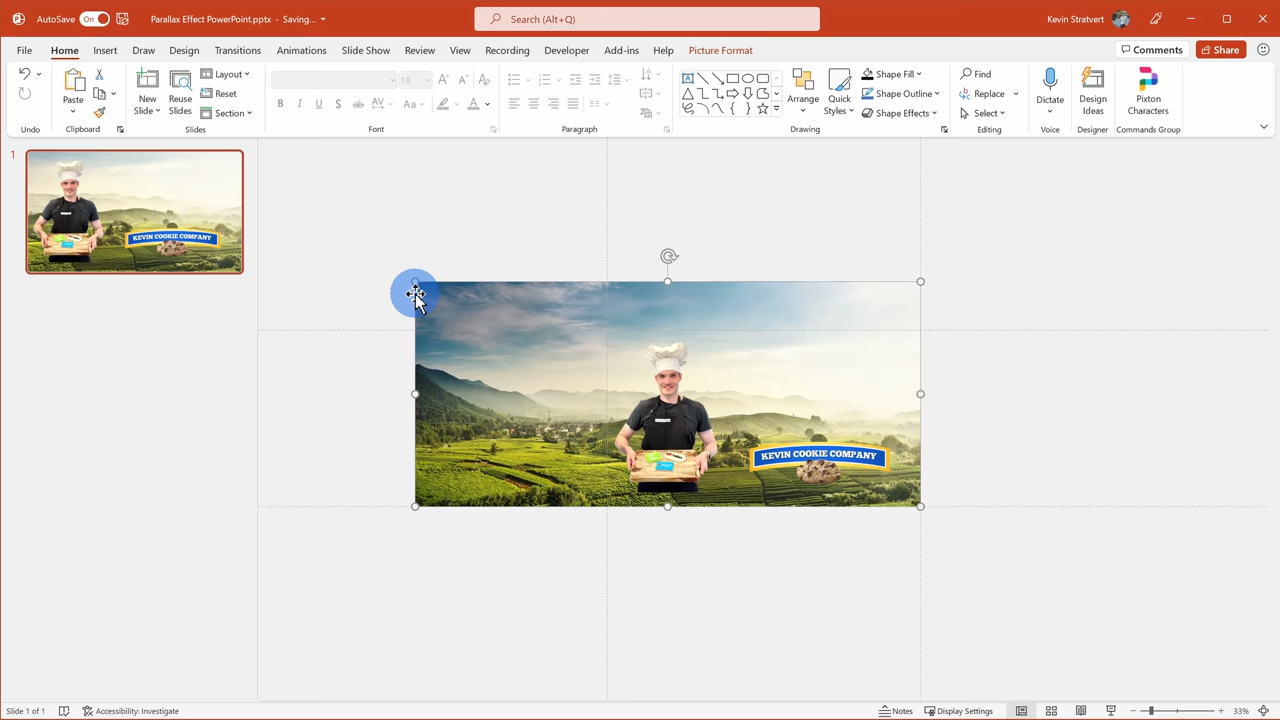 AutoSave On Parallax Effect PowerPoint.pptx - Saving... Search (Alt+Q) Kevin Stratvert
File Home Insert Draw Design Transitions Animations Slide Show Review View Recording Developer Add-ins Help Picture Format Comments Share
Paste
New Slide
Reuse Slides
Layout
Reset
Section
18
Aa
Arrange
Quick Styles
Shape Fill
Shape Outline
Shape Effects
Find
Replace
Select
Dictate
Design Ideas
Pixton Characters
Undo Clipboard Slides Font Paragraph Drawing Editing Voice Designer Commands Group
1
KEVIN COOKIE COMPANY
KEVIN COOKIE COMPANY
Slide 1 of 1 Accessibility: Investigate Notes Display Settings 33%